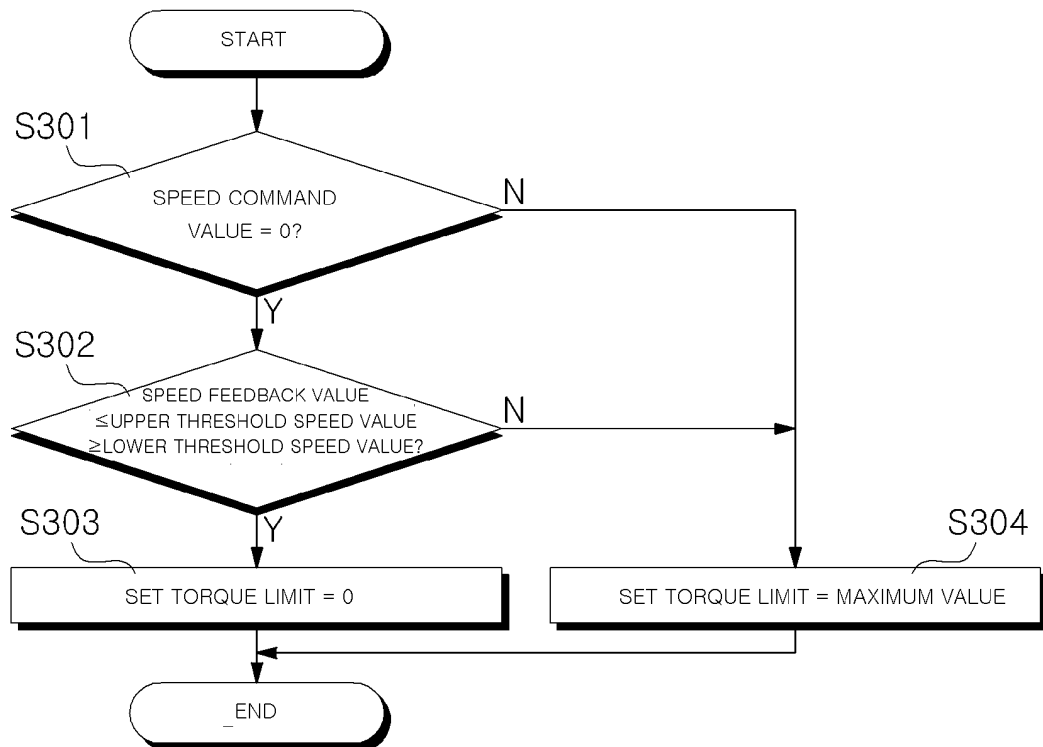 START
S301
SPEED COMMAND
VALUE = 0?
N
Y
S302
SPEED FEEDBACK VALUE
≤UPPER THRESHOLD SPEED VALUE
≥LOWER THRESHOLD SPEED VALUE?
N
Y
S303
SET TORQUE LIMIT = 0
S304
SET TORQUE LIMIT = MAXIMUM VALUE
_END